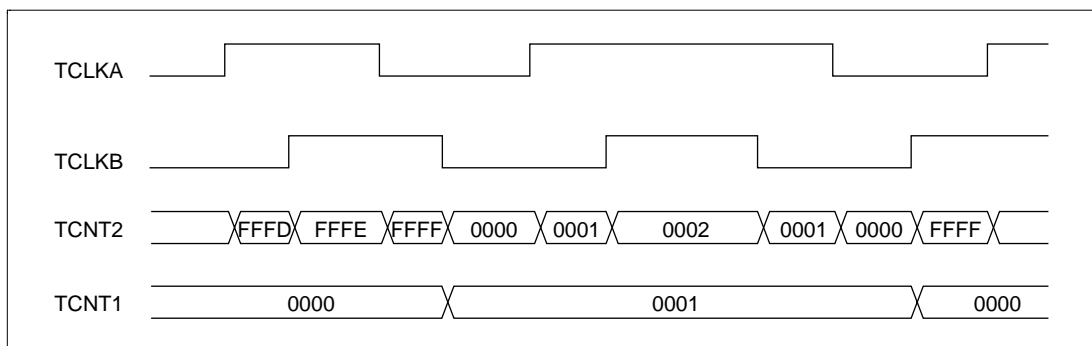 TCLKA
TCLKB
TCNT2 FFFD FFFE FFFF 0000 0001 0002 0001 0000 FFFF
TCNT1 0000 0001 0000